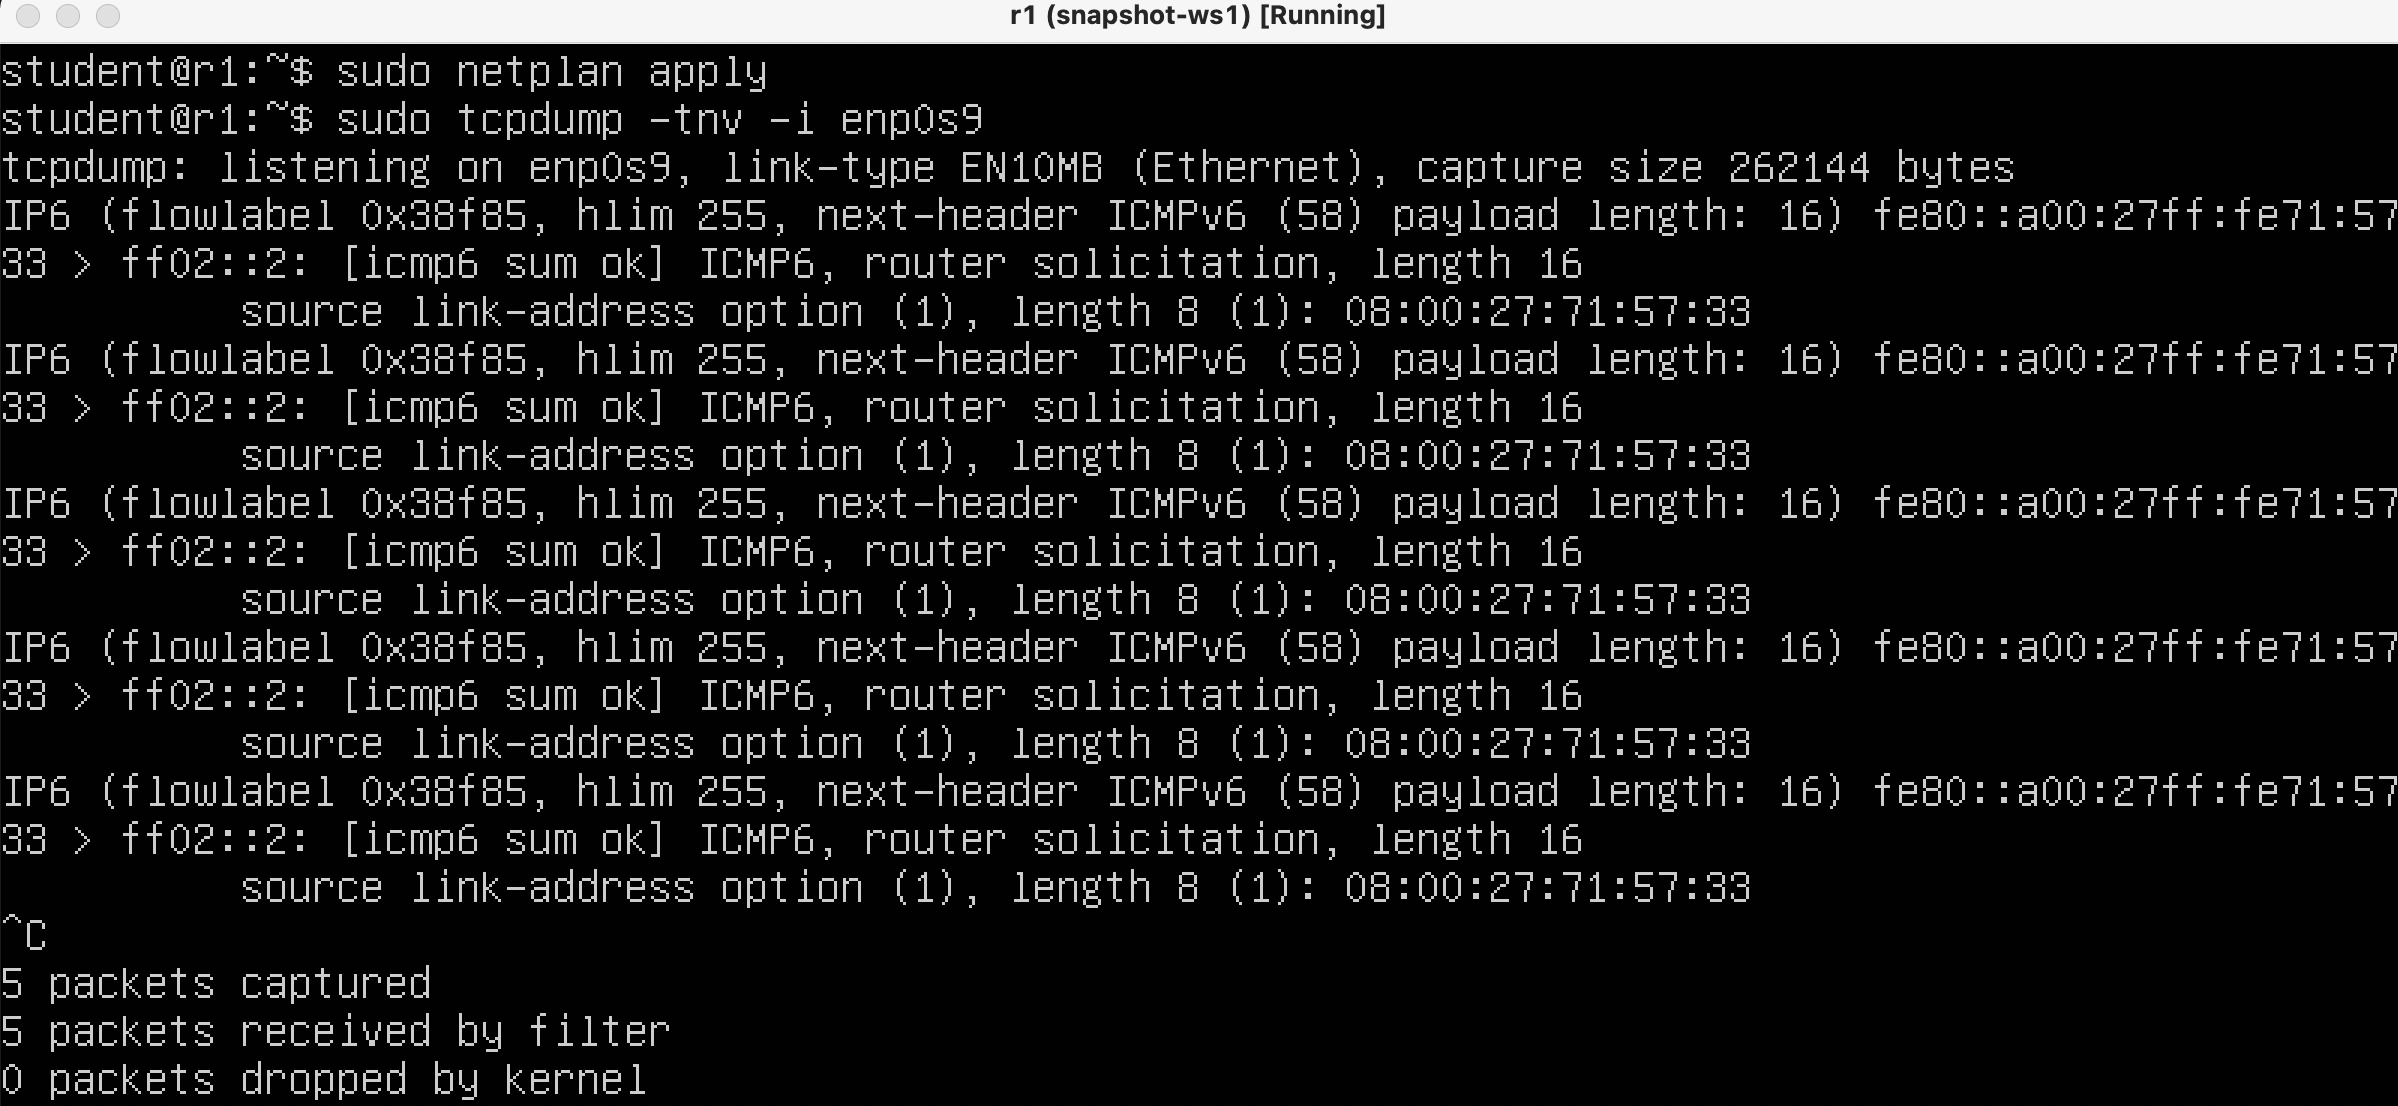 r1 (snapshot-ws1) [Running]
student@r1:~$ sudo netplan apply
student@r1:~$ sudo tcpdump -tnv -i enp0s9
tcpdump: listening on enp0s9, link-type EN10MB (Ethernet), capture size 262144 bytes
IP6 (flowlabel 0x38f85, hlim 255, next-header ICMPv6 (58) payload length: 16) fe80::a00:27ff:fe71:57
33 > ff02::2: [icmp6 sum ok] ICMP6, router solicitation, length 16
          source link-address option (1), length 8 (1): 08:00:27:71:57:33
IP6 (flowlabel 0x38f85, hlim 255, next-header ICMPv6 (58) payload length: 16) fe80::a00:27ff:fe71:57
33 > ff02::2: [icmp6 sum ok] ICMP6, router solicitation, length 16
          source link-address option (1), length 8 (1): 08:00:27:71:57:33
IP6 (flowlabel 0x38f85, hlim 255, next-header ICMPv6 (58) payload length: 16) fe80::a00:27ff:fe71:57
33 > ff02::2: [icmp6 sum ok] ICMP6, router solicitation, length 16
          source link-address option (1), length 8 (1): 08:00:27:71:57:33
IP6 (flowlabel 0x38f85, hlim 255, next-header ICMPv6 (58) payload length: 16) fe80::a00:27ff:fe71:57
33 > ff02::2: [icmp6 sum ok] ICMP6, router solicitation, length 16
          source link-address option (1), length 8 (1): 08:00:27:71:57:33
IP6 (flowlabel 0x38f85, hlim 255, next-header ICMPv6 (58) payload length: 16) fe80::a00:27ff:fe71:57
33 > ff02::2: [icmp6 sum ok] ICMP6, router solicitation, length 16
          source link-address option (1), length 8 (1): 08:00:27:71:57:33
^C
5 packets captured
5 packets received by filter
0 packets dropped by kernel